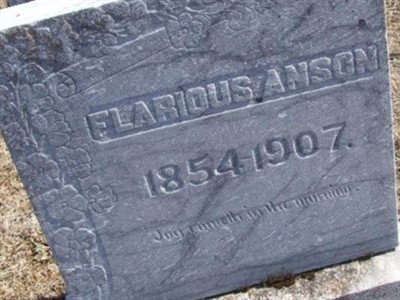 FLARIOUS ANSON
1854-1907.
Joy cometh in the morning.